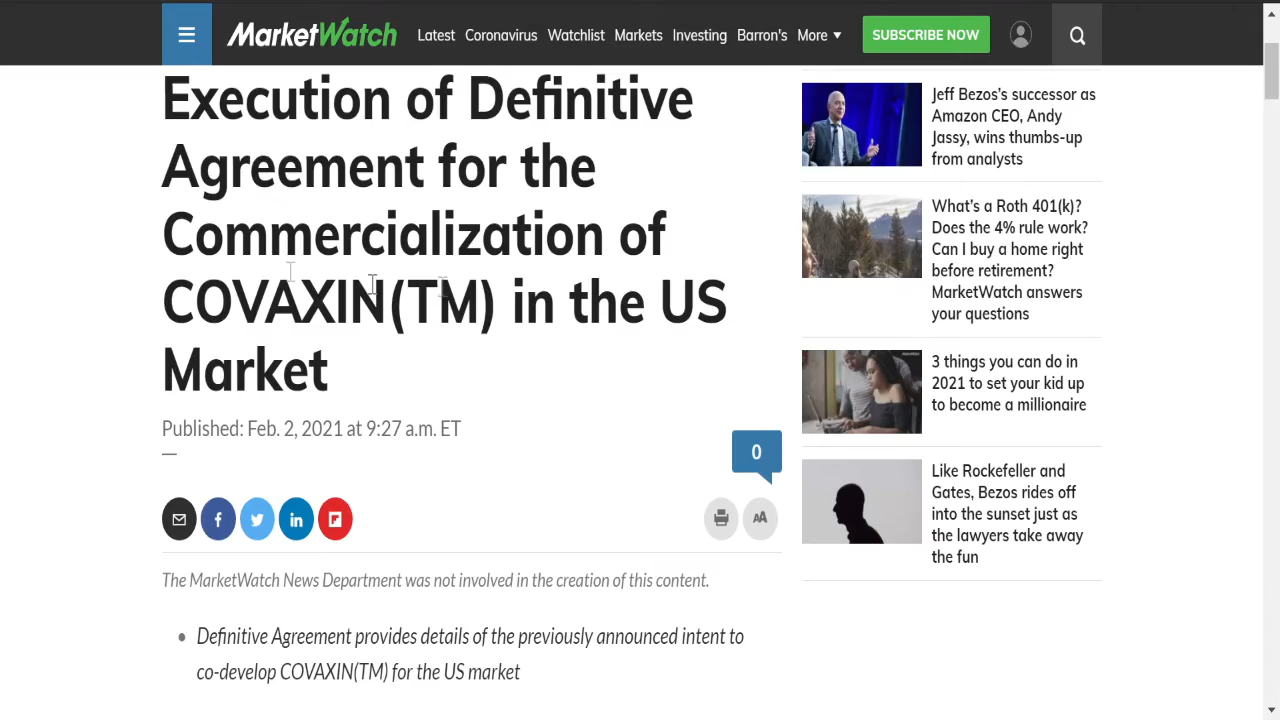 MarketWatch
Latest Coronavirus Watchlist Markets Investing Barron's More
SUBSCRIBE NOW
Execution of Definitive
Agreement for the
Commercialization of
COVAXIN(TM) in the US
Market
Published: Feb. 2, 2021 at 9:27 a.m. ET
0
AA
The MarketWatch News Department was not involved in the creation of this content.
Definitive Agreement provides details of the previously announced intent to
co-develop COVAXIN(TM) for the US market
Jeff Bezos's successor as
Amazon CEO, Andy
Jassy, wins thumbs-up
from analysts
What's a Roth 401(k)?
Does the 4% rule work?
Can I buy a home right
before retirement?
MarketWatch answers
your questions
3 things you can do in
2021 to set your kid up
to become a millionaire
Like Rockefeller and
Gates, Bezos rides off
into the sunset just as
the lawyers take away
the fun